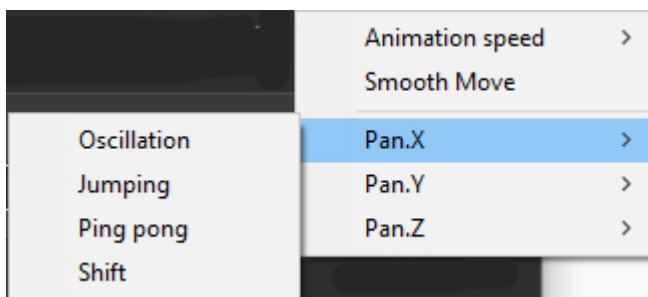 Animation speed
Smooth Move
Pan.X
Pan.Y
Pan.Z
Oscillation
Jumping
Ping pong
Shift